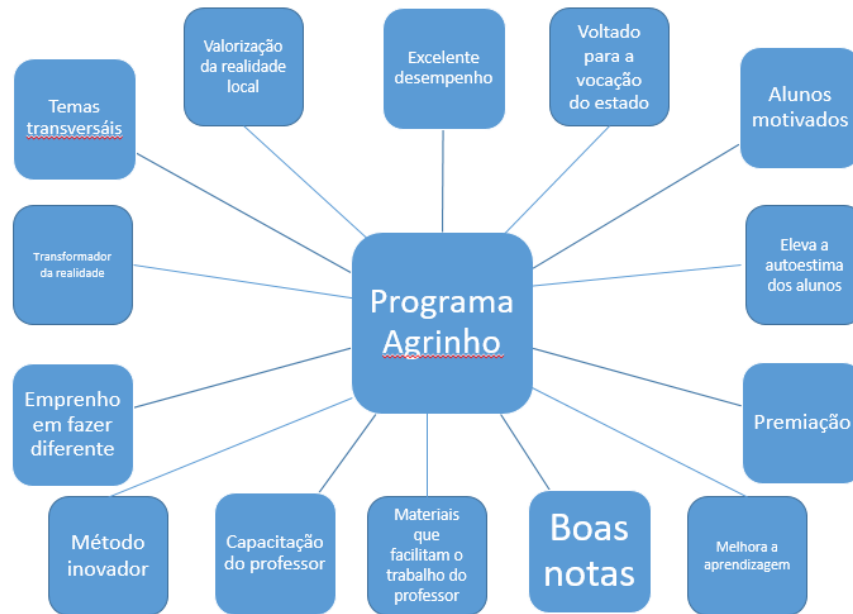 Valorização
da realidade
local
Excelente
desempenho
Voltado
para a
vocação
do estado
Temas
transversáis
Alunos
motivados
Transformador
da realidade
Programa
Agrinho
Eleva a
autoestima
dos alunos
Emprenho
em fazer
diferente
Premiação
Método
inovador
Capacitação
do professor
Materiais
que
facilitam o
trabalho do
professor
Boas
notas
Melhora a
aprendizagem